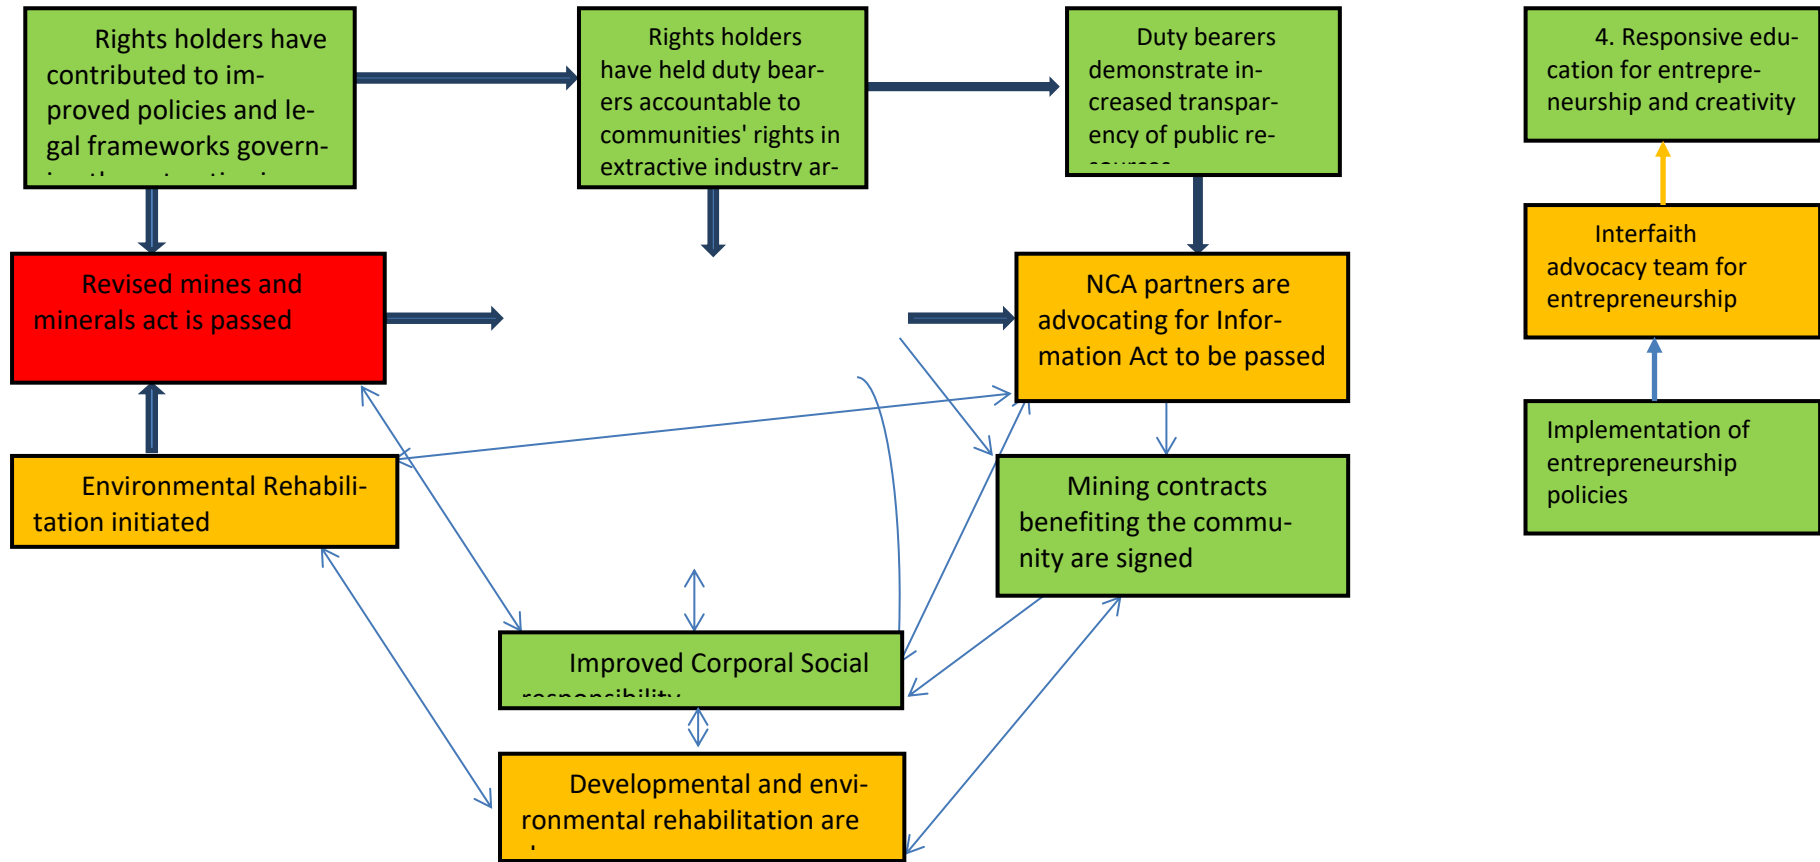 Rights holders have
contributed to im-
proved policies and le-
gal frameworks govern-
Rights holders
have held duty bear-
ers accountable to
communities' rights in
extractive industry ar-
Duty bearers
demonstrate in-
creased transpar-
ency of public re-
sources
4. Responsive edu-
cation for entrepre-
neurship and creativity
Revised mines and
minerals act is passed
NCA partners are
advocating for Infor-
mation Act to be passed
Interfaith
advocacy team for
entrepreneurship
Environmental Rehabili-
tation initiated
Mining contracts
benefiting the commu-
nity are signed
Implementation of
entrepreneurship
policies
Improved Corporal Social
responsibility
Developmental and envi-
ronmental rehabilitation are